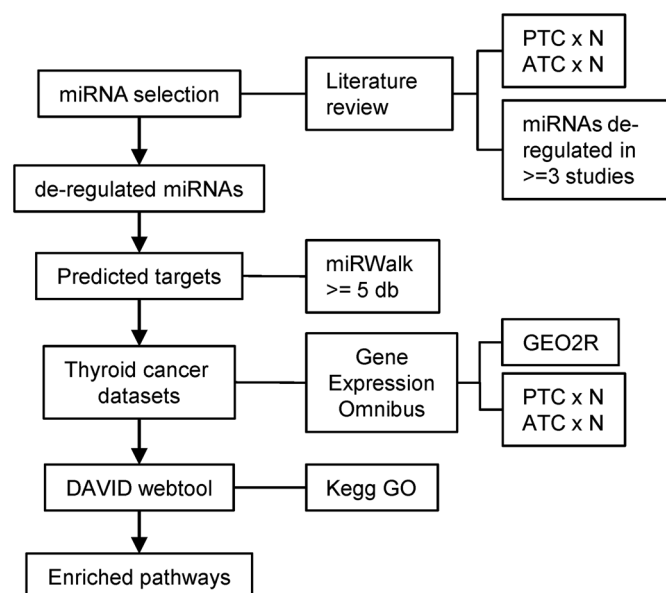 miRNA selection
Literature
review
PTC x N
ATC x N
miRNAs de-
regulated in
>=3 studies
de-regulated miRNAs
Predicted targets
miRWalk
>= 5 db
Thyroid cancer
datasets
Gene
Expression
Omnibus
GEO2R
PTC x N
ATC x N
DAVID webtool
Kegg GO
Enriched pathways